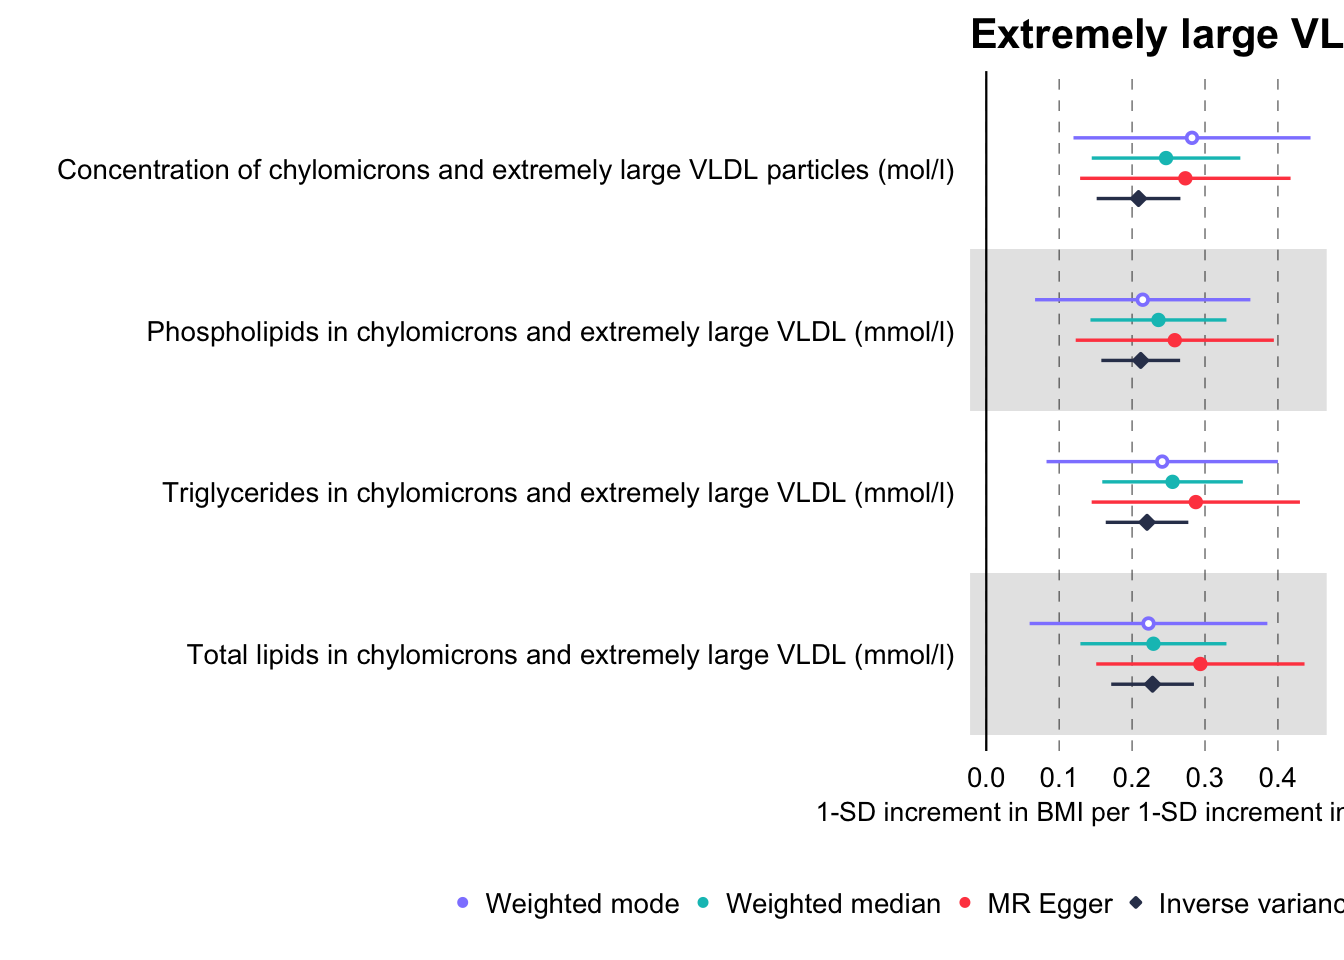 Extremely large VL
Concentration of chylomicrons and extremely large VLDL particles (mol/l)
Phospholipids in chylomicrons and extremely large VLDL (mmol/l)
Triglycerides in chylomicrons and extremely large VLDL (mmol/l)
Total lipids in chylomicrons and extremely large VLDL (mmol/l)
0.0 0.1 0.2 0.3 0.4
1-SD increment in BMI per 1-SD increment in
Weighted mode Weighted median MR Egger Inverse varianc